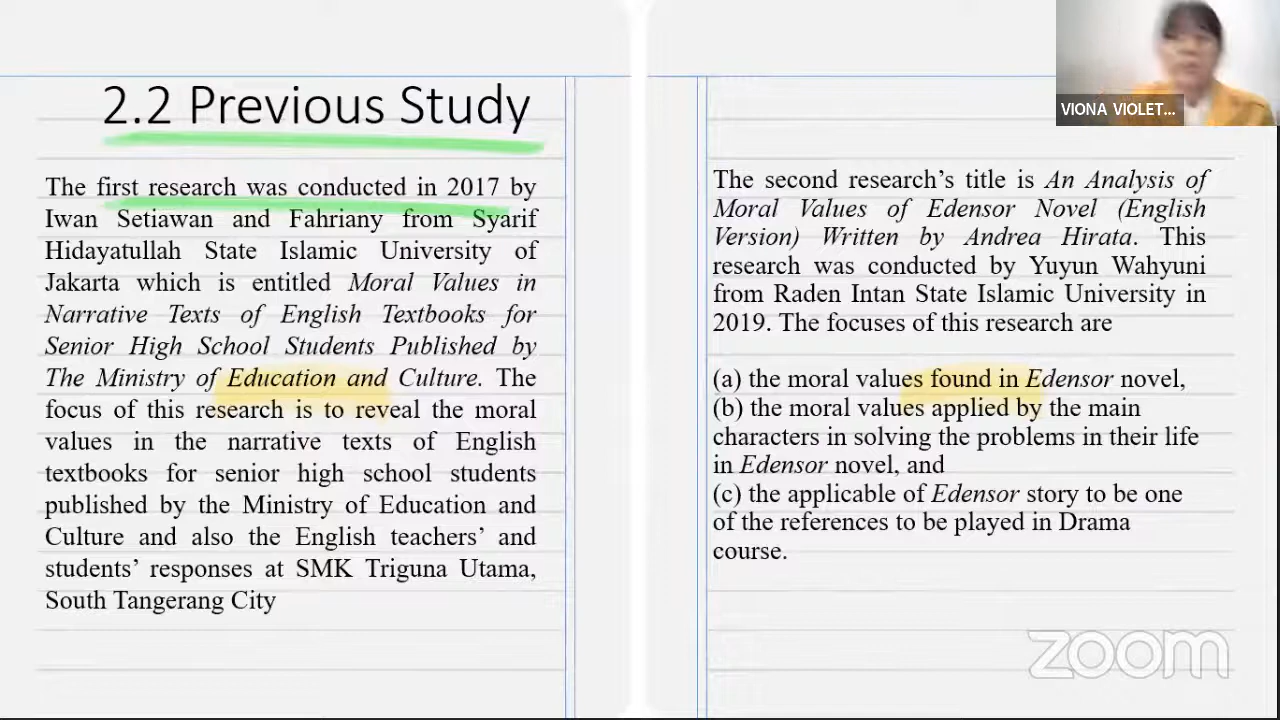 2.2 Previous Study
The first research was conducted in 2017 by
Iwan Setiawan and Fahriany from Syarif
Hidayatullah State Islamic University of
Jakarta which is entitled Moral Values in
Narrative Texts of English Textbooks for
Senior High School Students Published by
The Ministry of Education and Culture. The
focus of this research is to reveal the moral
values in the narrative texts of English
textbooks for senior high school students
published by the Ministry of Education and
Culture and also the English teachers’ and
students’ responses at SMK Triguna Utama,
South Tangerang City
The second research’s title is An Analysis of
Moral Values of Edensor Novel (English
Version) Written by Andrea Hirata. This
research was conducted by Yuyun Wahyuni
from Raden Intan State Islamic University in
2019. The focuses of this research are
(a) the moral values found in Edensor novel,
(b) the moral values applied by the main
characters in solving the problems in their life
in Edensor novel, and
(c) the applicable of Edensor story to be one
of the references to be played in Drama
course.
VIONA VIOLET...
zoom